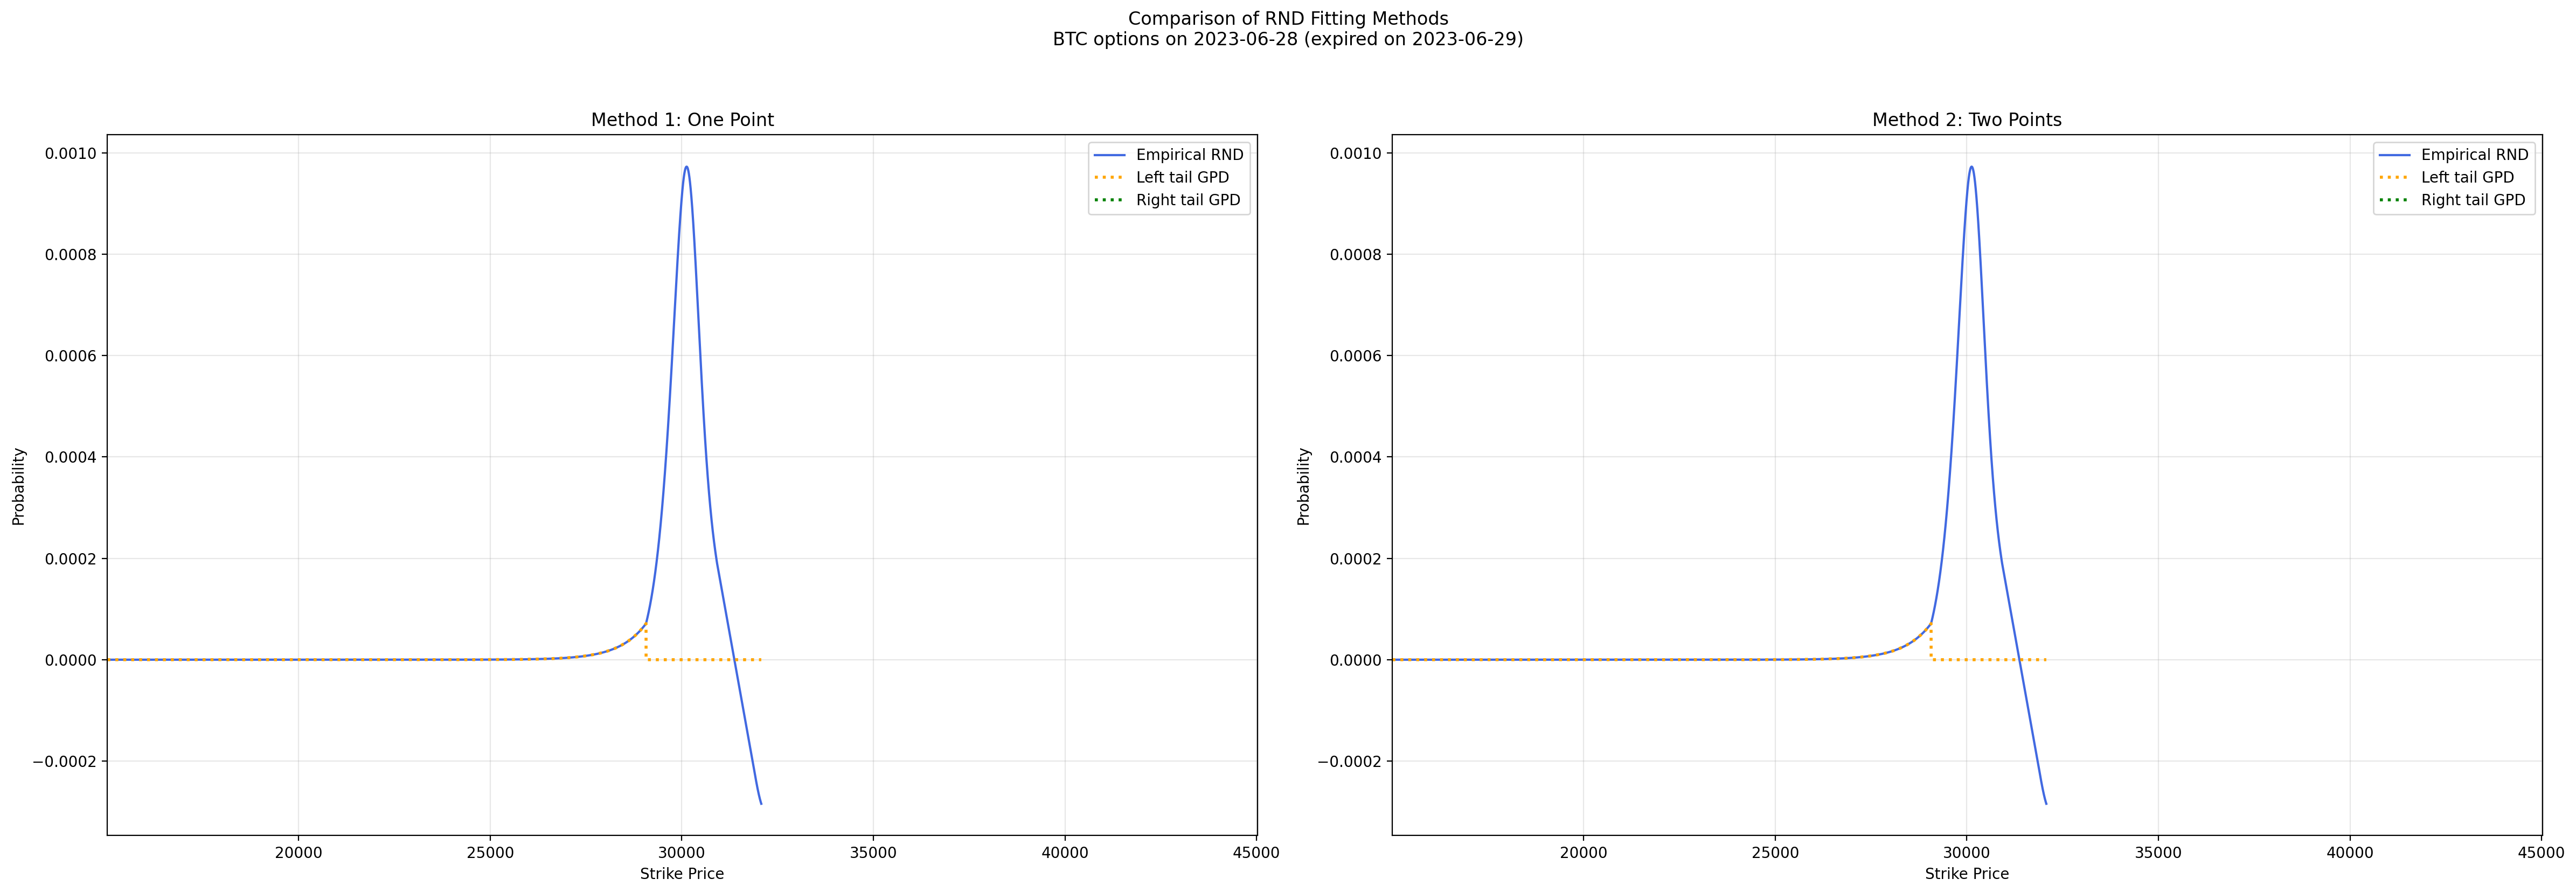 Comparison of RND Fitting Methods
BTC options on 2023-06-28 (expired on 2023-06-29)
Method 1: One Point
0.0010
0.0008
0.0006
0.0004
0.0002
0.0000
−0.0002
Probability
Empirical RND
Left tail GPD
Right tail GPD
20000
25000
30000
35000
40000
45000
Strike Price
Method 2: Two Points
0.0010
0.0008
0.0006
0.0004
0.0002
0.0000
−0.0002
Probability
Empirical RND
Left tail GPD
Right tail GPD
20000
25000
30000
35000
40000
45000
Strike Price